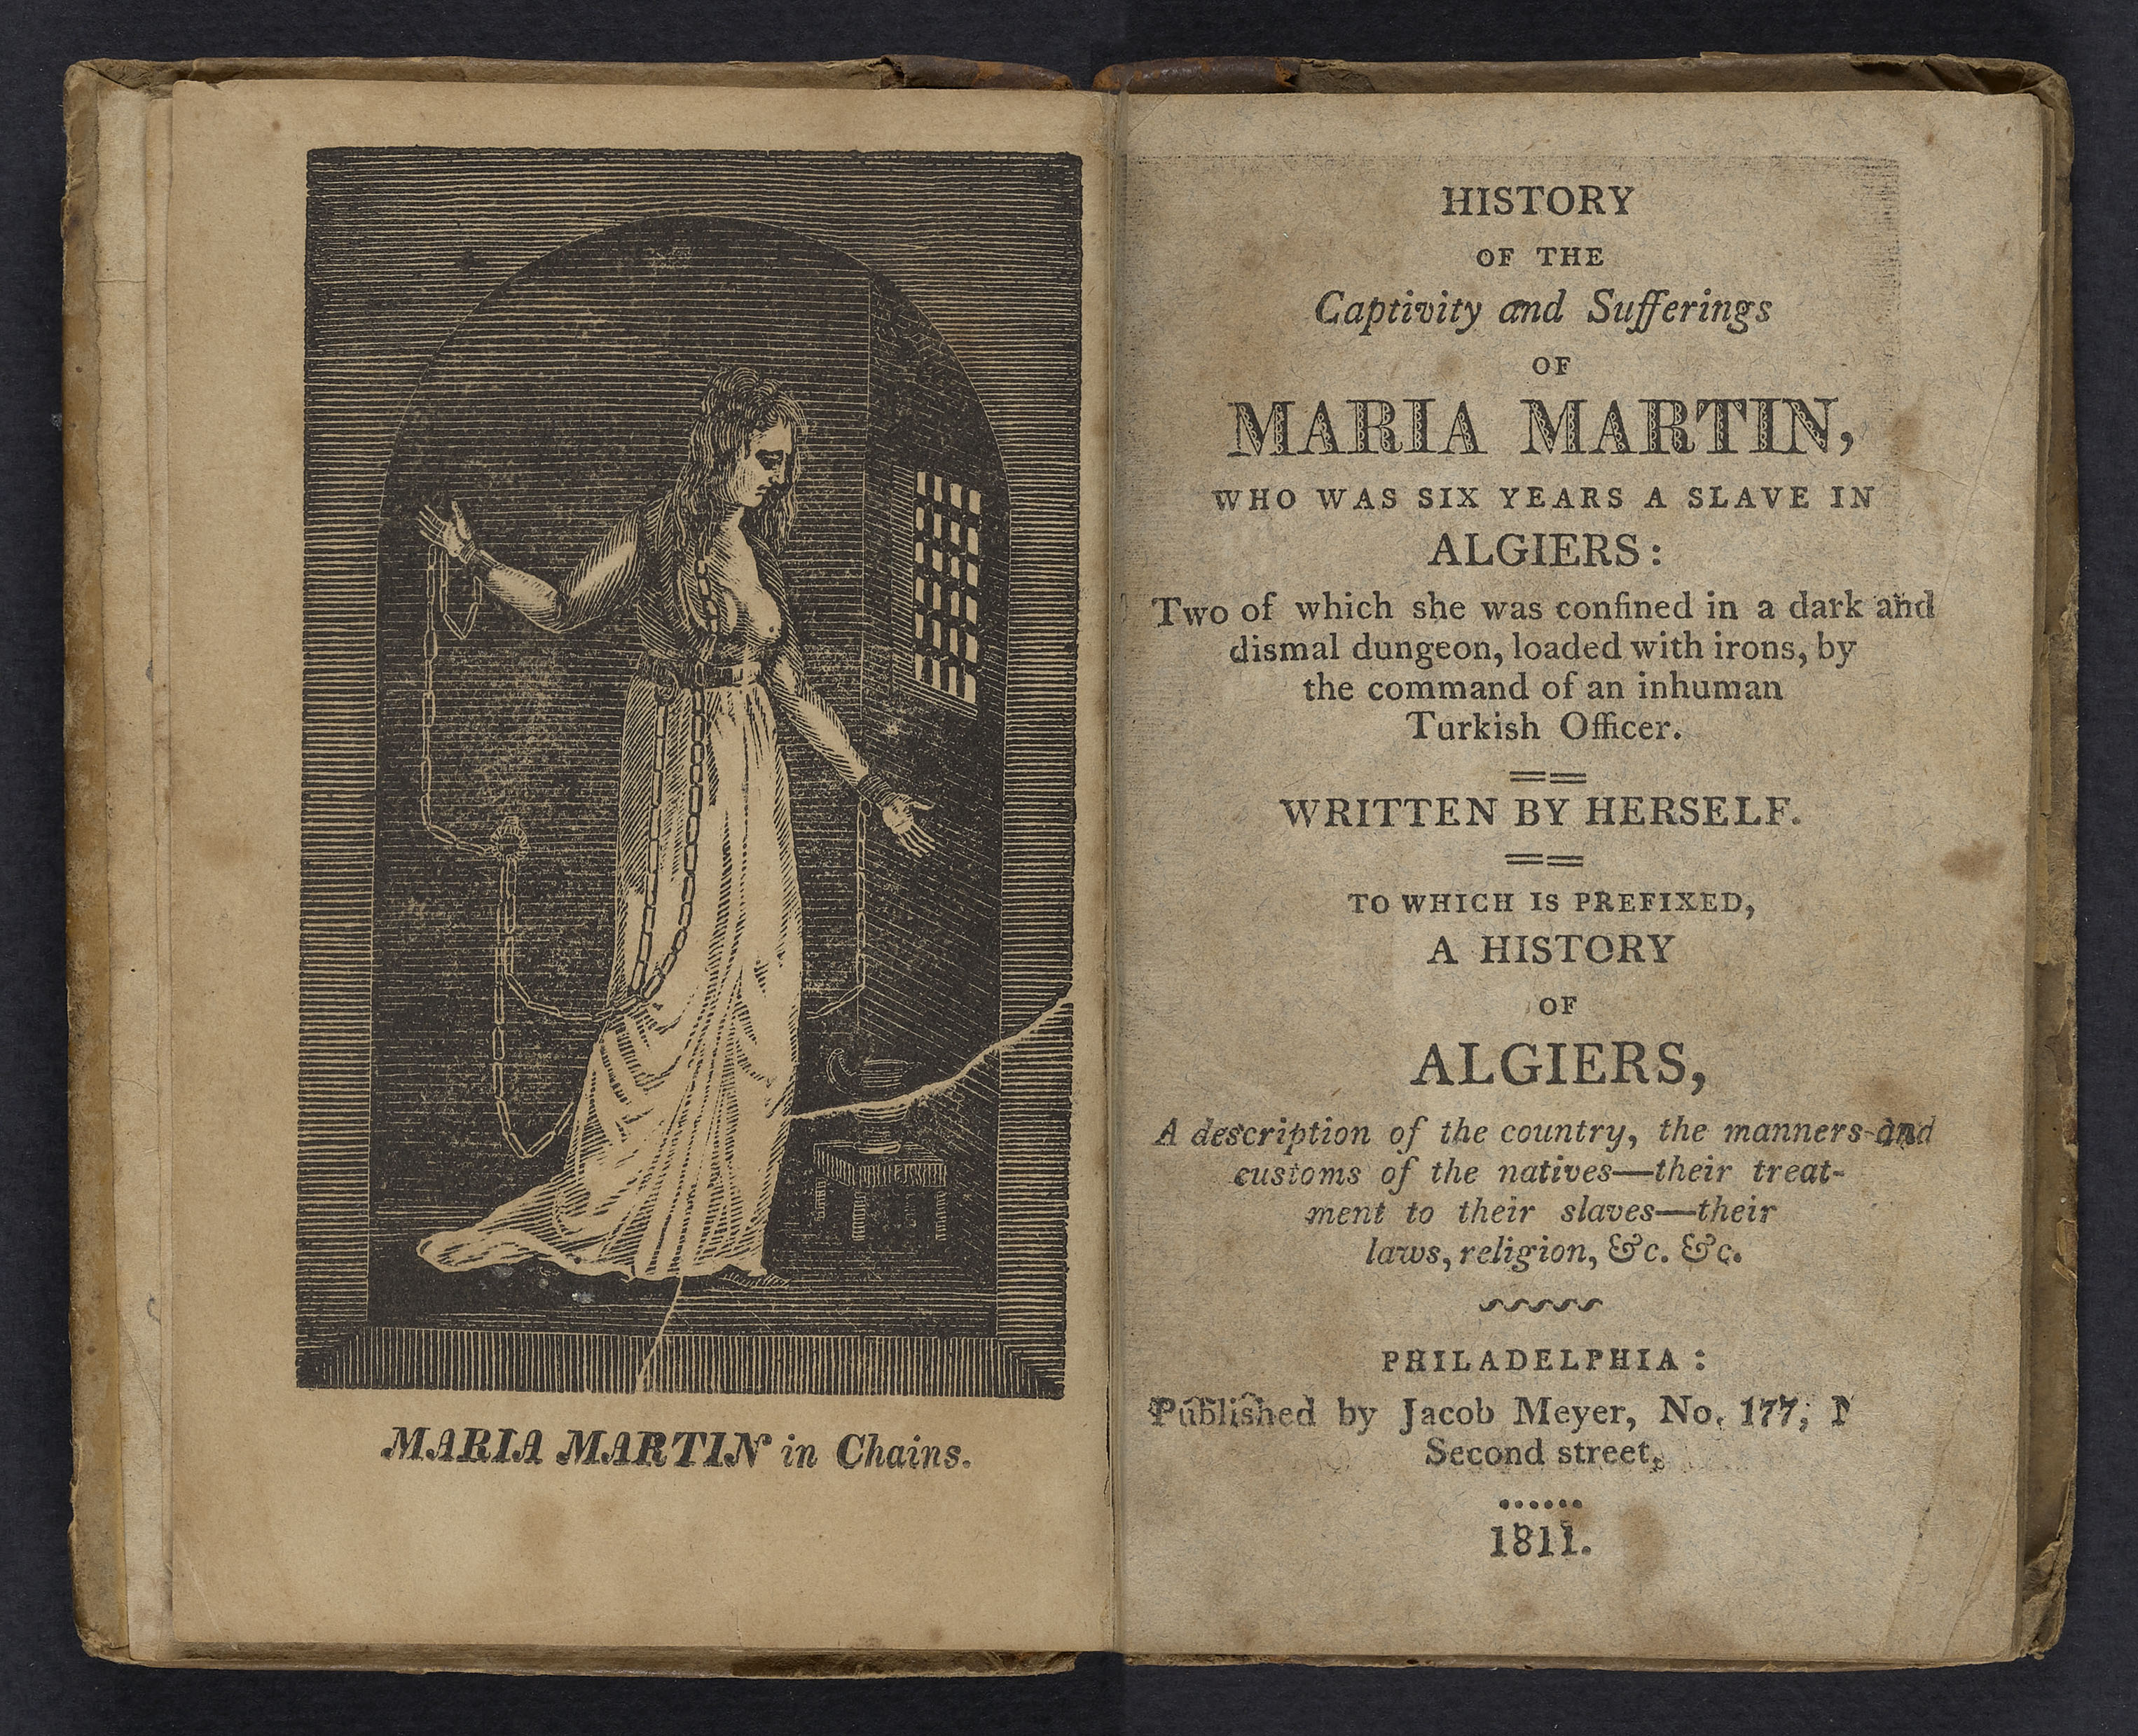 MARIA MARTIN in Chains.
HISTORY
OF THE
Captivity and Sufferings
OF
MARIA MARTIN,
WHO WAS SIX YEARS A SLAVE IN
ALGIERS:
Two of which she was confined in a dark and
dismal dungeon, loaded with irons, by
the command of an inhuman
Turkish Officer.
WRITTEN BY HERSELF.
TO WHICH IS PREFIXED,
A HISTORY
OF
ALGIERS,
A description of the country, the manners and
customs of the natives—their treat-
ment to their slaves—their
laws, religion, &c. &c.
PHILADELPHIA:
Published by Jacob Meyer, No. 177, N
Second street,
1811.